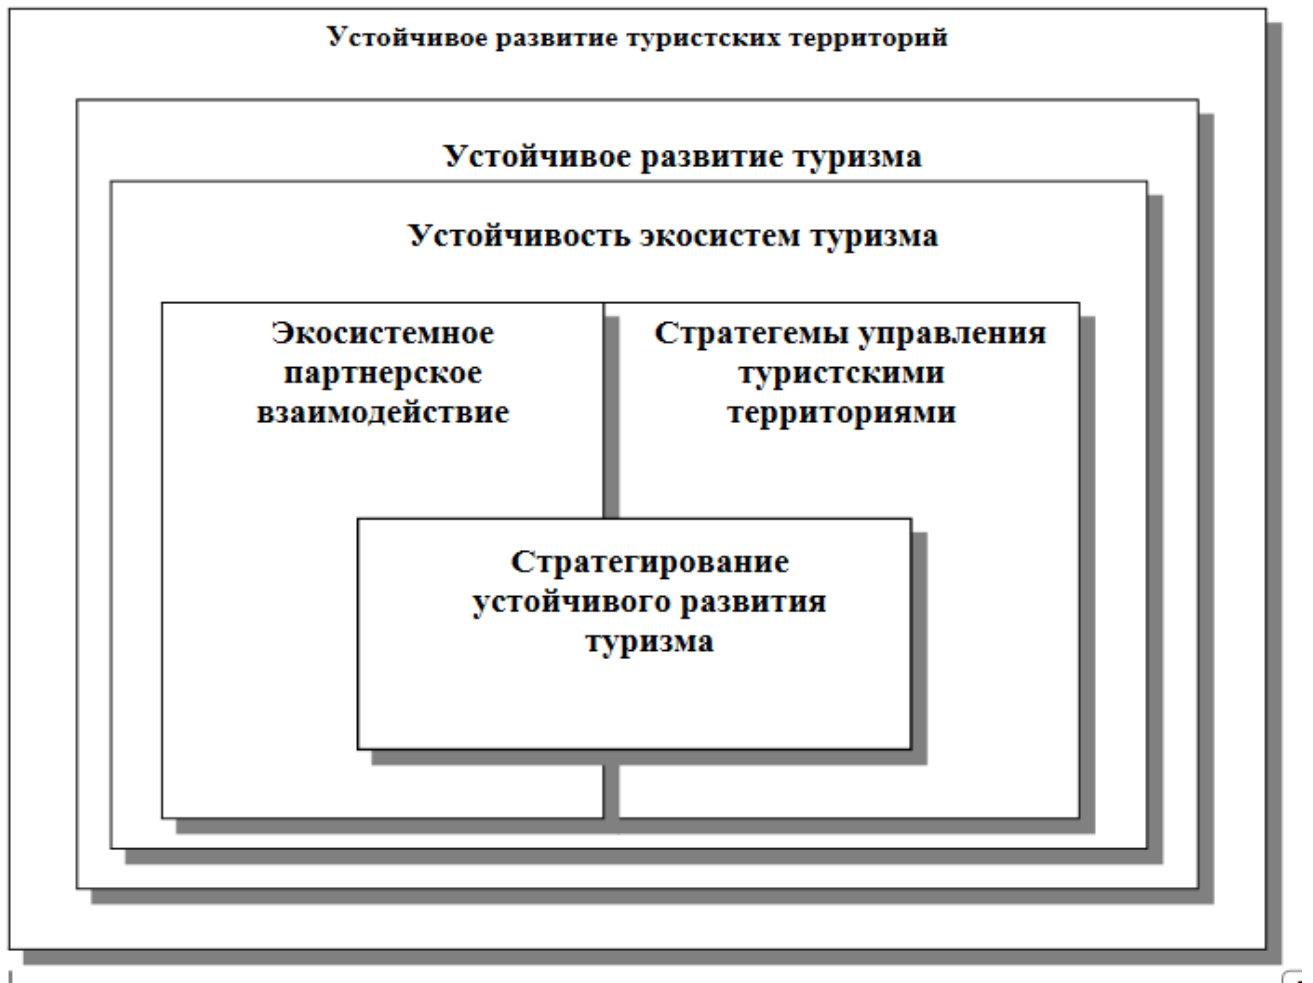 Устойчивое развитие туристских территорий
Устойчивое развитие туризма
Устойчивость экосистем туризма
Экосистемное
партнерское
взаимодействие
Стратегемы управления
туристскими
территориями
Стратегирование
устойчивого развития
туризма